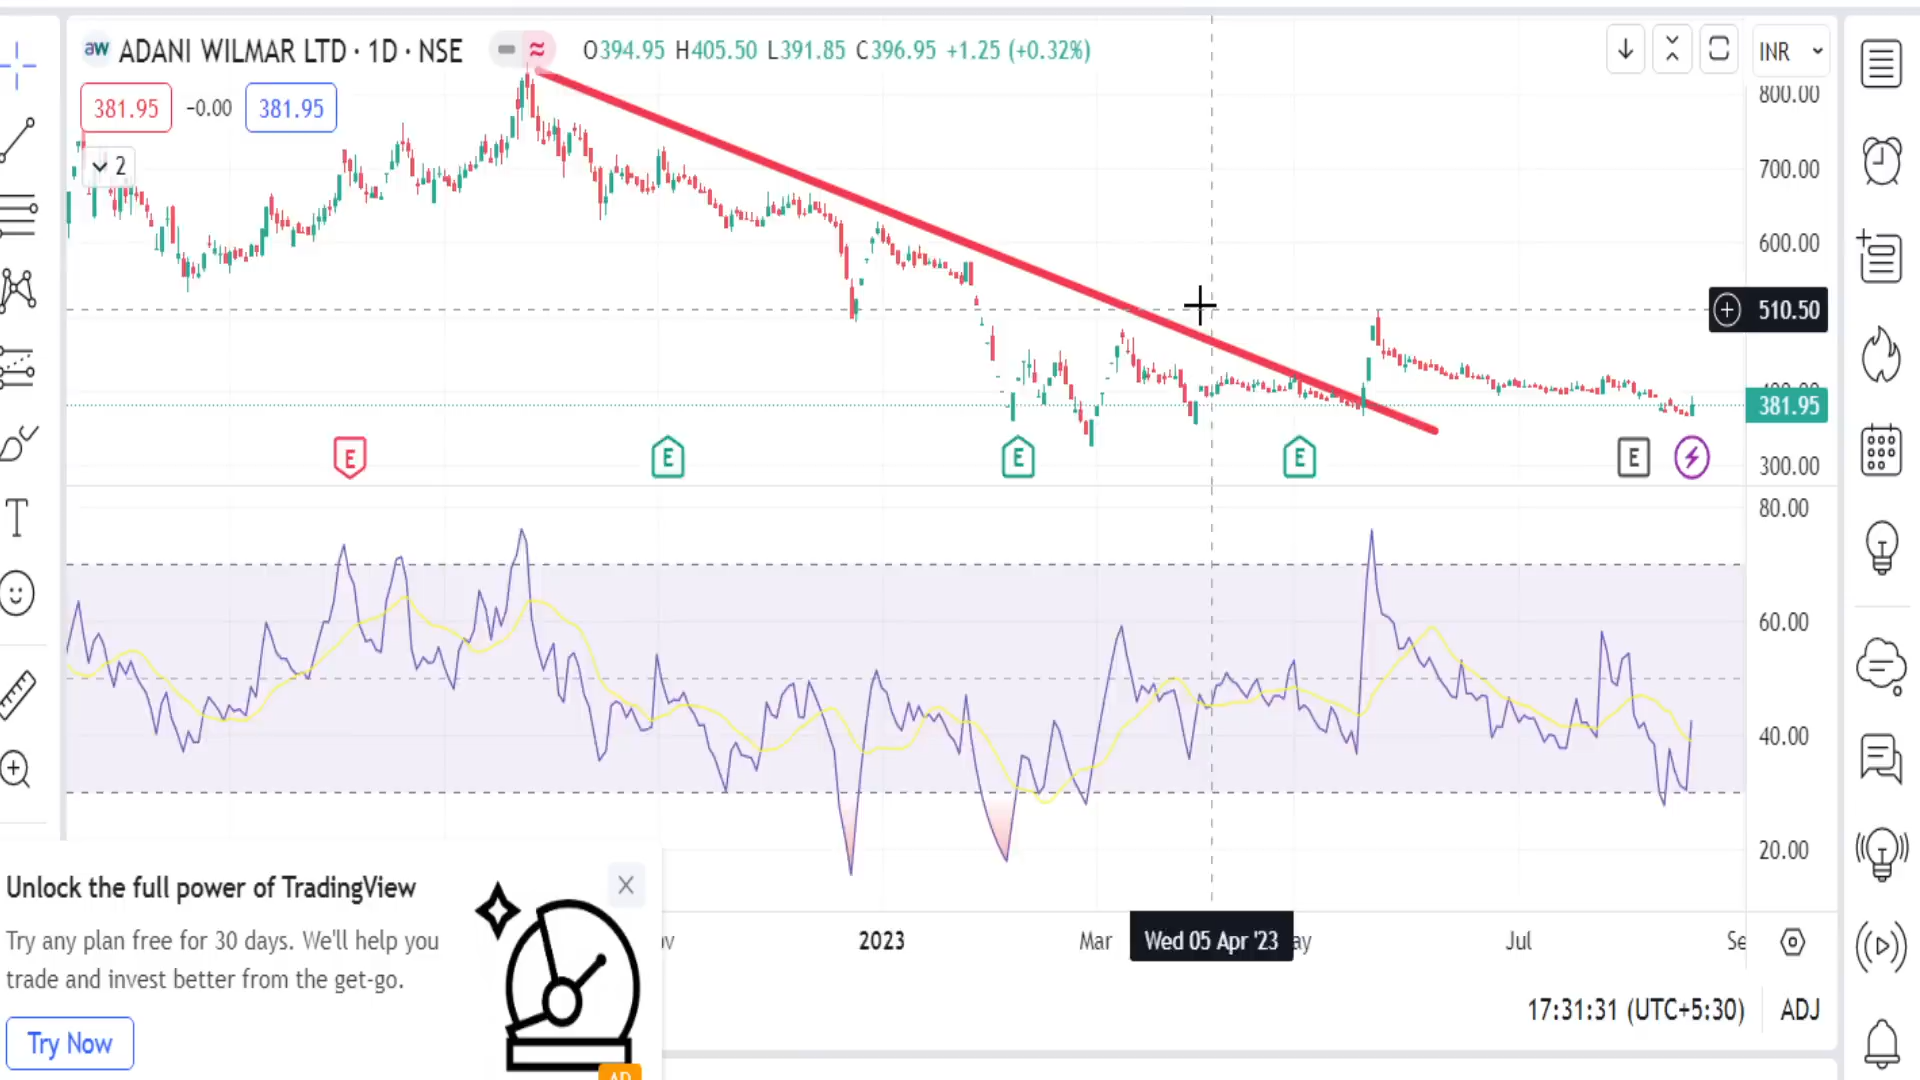 aw ADANI WILMAR LTD · 1D · NSE O394.95 H405.50 L391.85 C396.95 +1.25 (+0.32%) INR
381.95 −0.00 381.95
2
800.00
700.00
600.00
510.50
381.95
300.00
E E E E E
80.00
60.00
40.00
20.00
2023 Mar Wed 05 Apr '23 Jul
17:31:31 (UTC+5:30) ADJ
Unlock the full power of TradingView
Try any plan free for 30 days. We'll help you
trade and invest better from the get-go.
Try Now